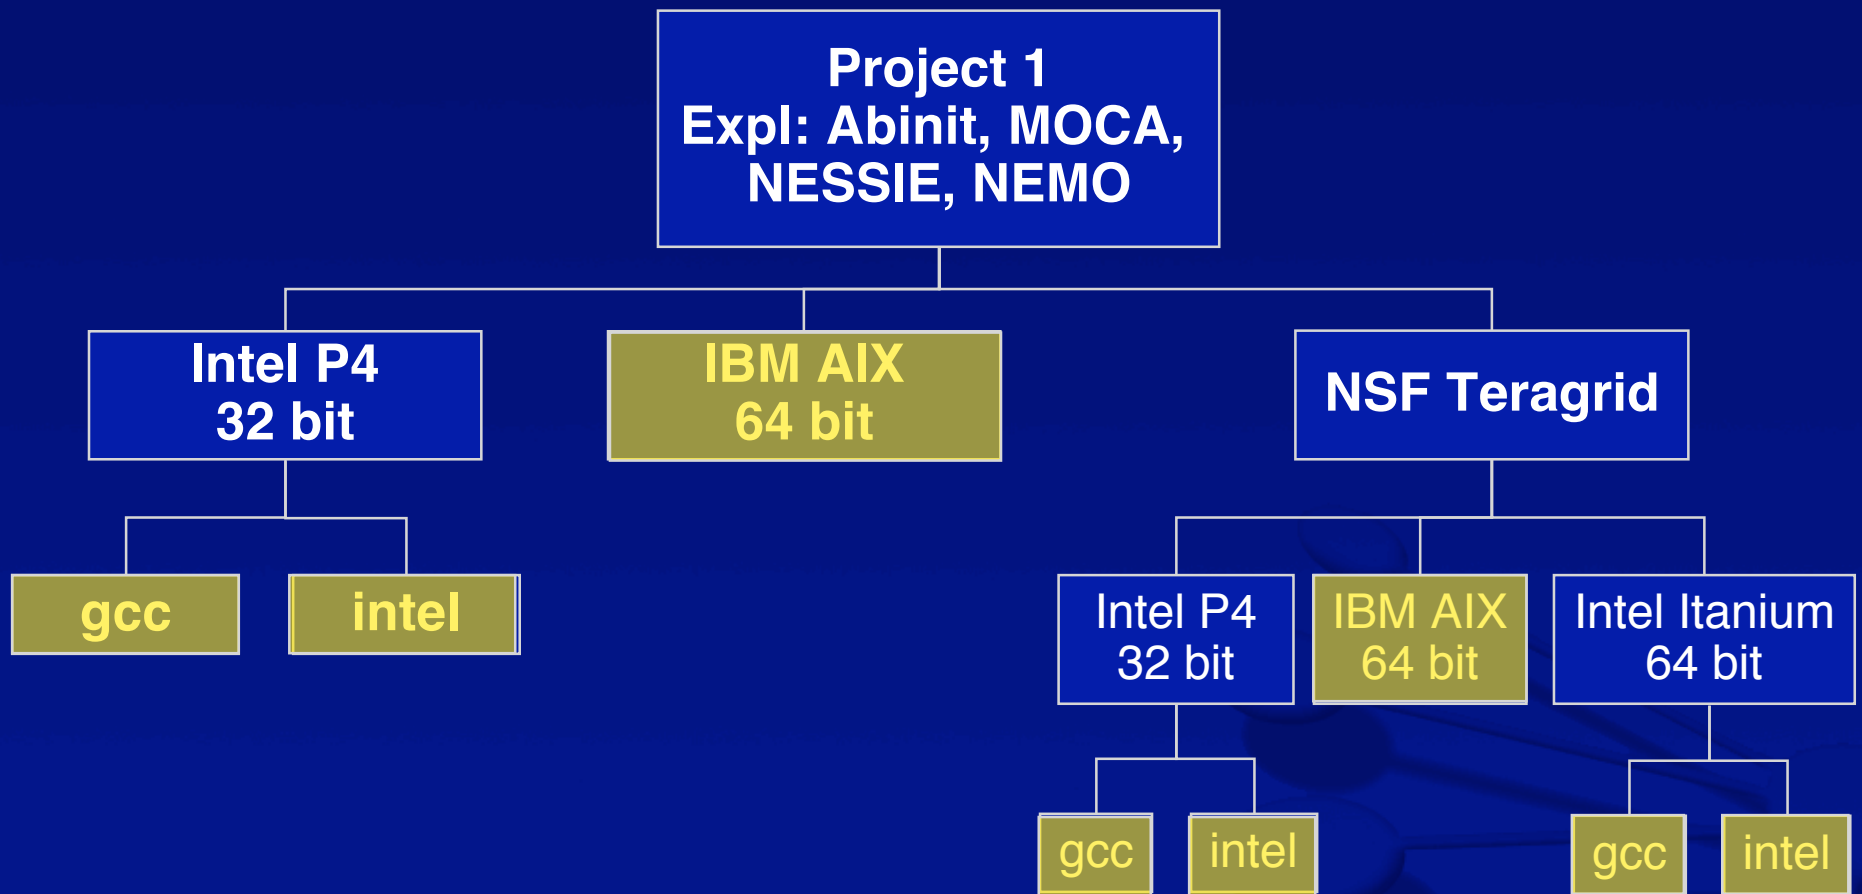 Project 1
Expl: Abinit, MOCA,
NESSIE, NEMO
Intel P4
32 bit
IBM AIX
64 bit
NSF Teragrid
gcc
intel
Intel P4
32 bit
IBM AIX
64 bit
Intel Itanium
64 bit
gcc
intel
gcc
intel